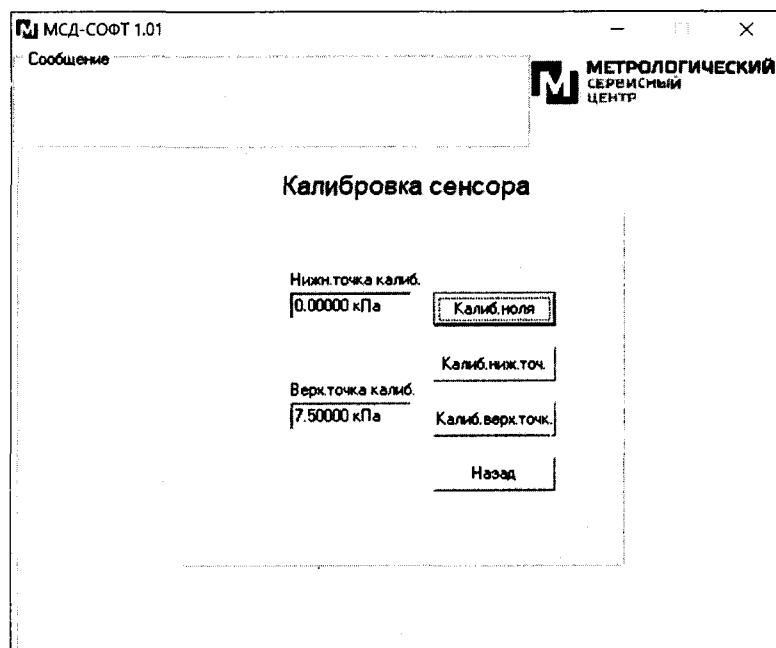 МСД-СОФТ 1.01
Сообщение
МЕТРОЛОГИЧЕСКИЙ
СЕРВИСНЫЙ
ЦЕНТР
Калибровка сенсора
Нижн.точка калиб.
0.00000 кПа
Калиб.ноля
Калиб.ниж.точ.
Верх.точка калиб.
7.50000 кПа
Калиб.верх.точк.
Назад